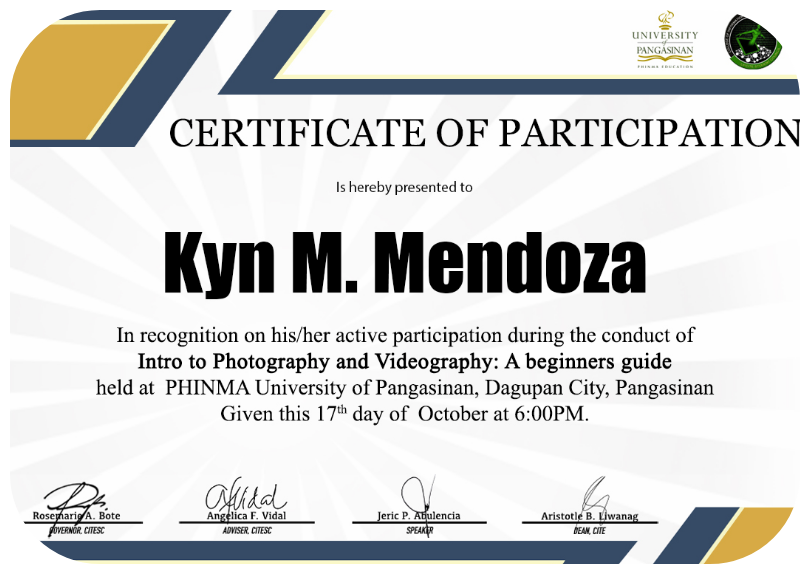 UNIVERSITY
of
PANGASINAN
PHINMA EDUCATION
CERTIFICATE OF PARTICIPATION
Is hereby presented to
Kyn M. Mendoza
In recognition on his/her active participation during the conduct of
Intro to Photography and Videography: A beginners guide
held at PHINMA University of Pangasinan, Dagupan City, Pangasinan
Given this 17th day of October at 6:00PM.
Rosemarie A. Bote Angelica F. Vidal Jeric P. Abulencia Aristotle B. Liwanag
GOVERNOR, CITESC ADVISER, CITESC SPEAKER DEAN, CITE